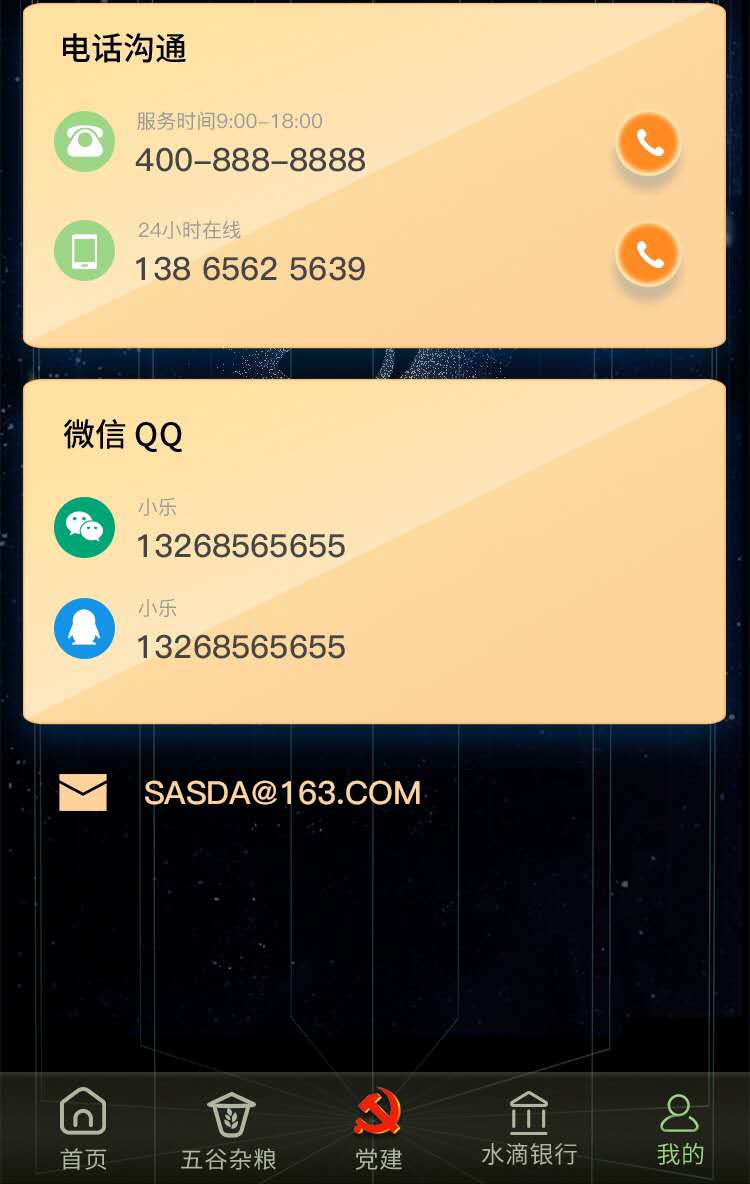 电话沟通
服务时间9:00-18:00
400-888-8888
24小时在线
138 6562 5639
微信 QQ
小乐
13268565655
小乐
13268565655
SASDA@163.COM
首页
五谷杂粮
党建
水滴银行
我的